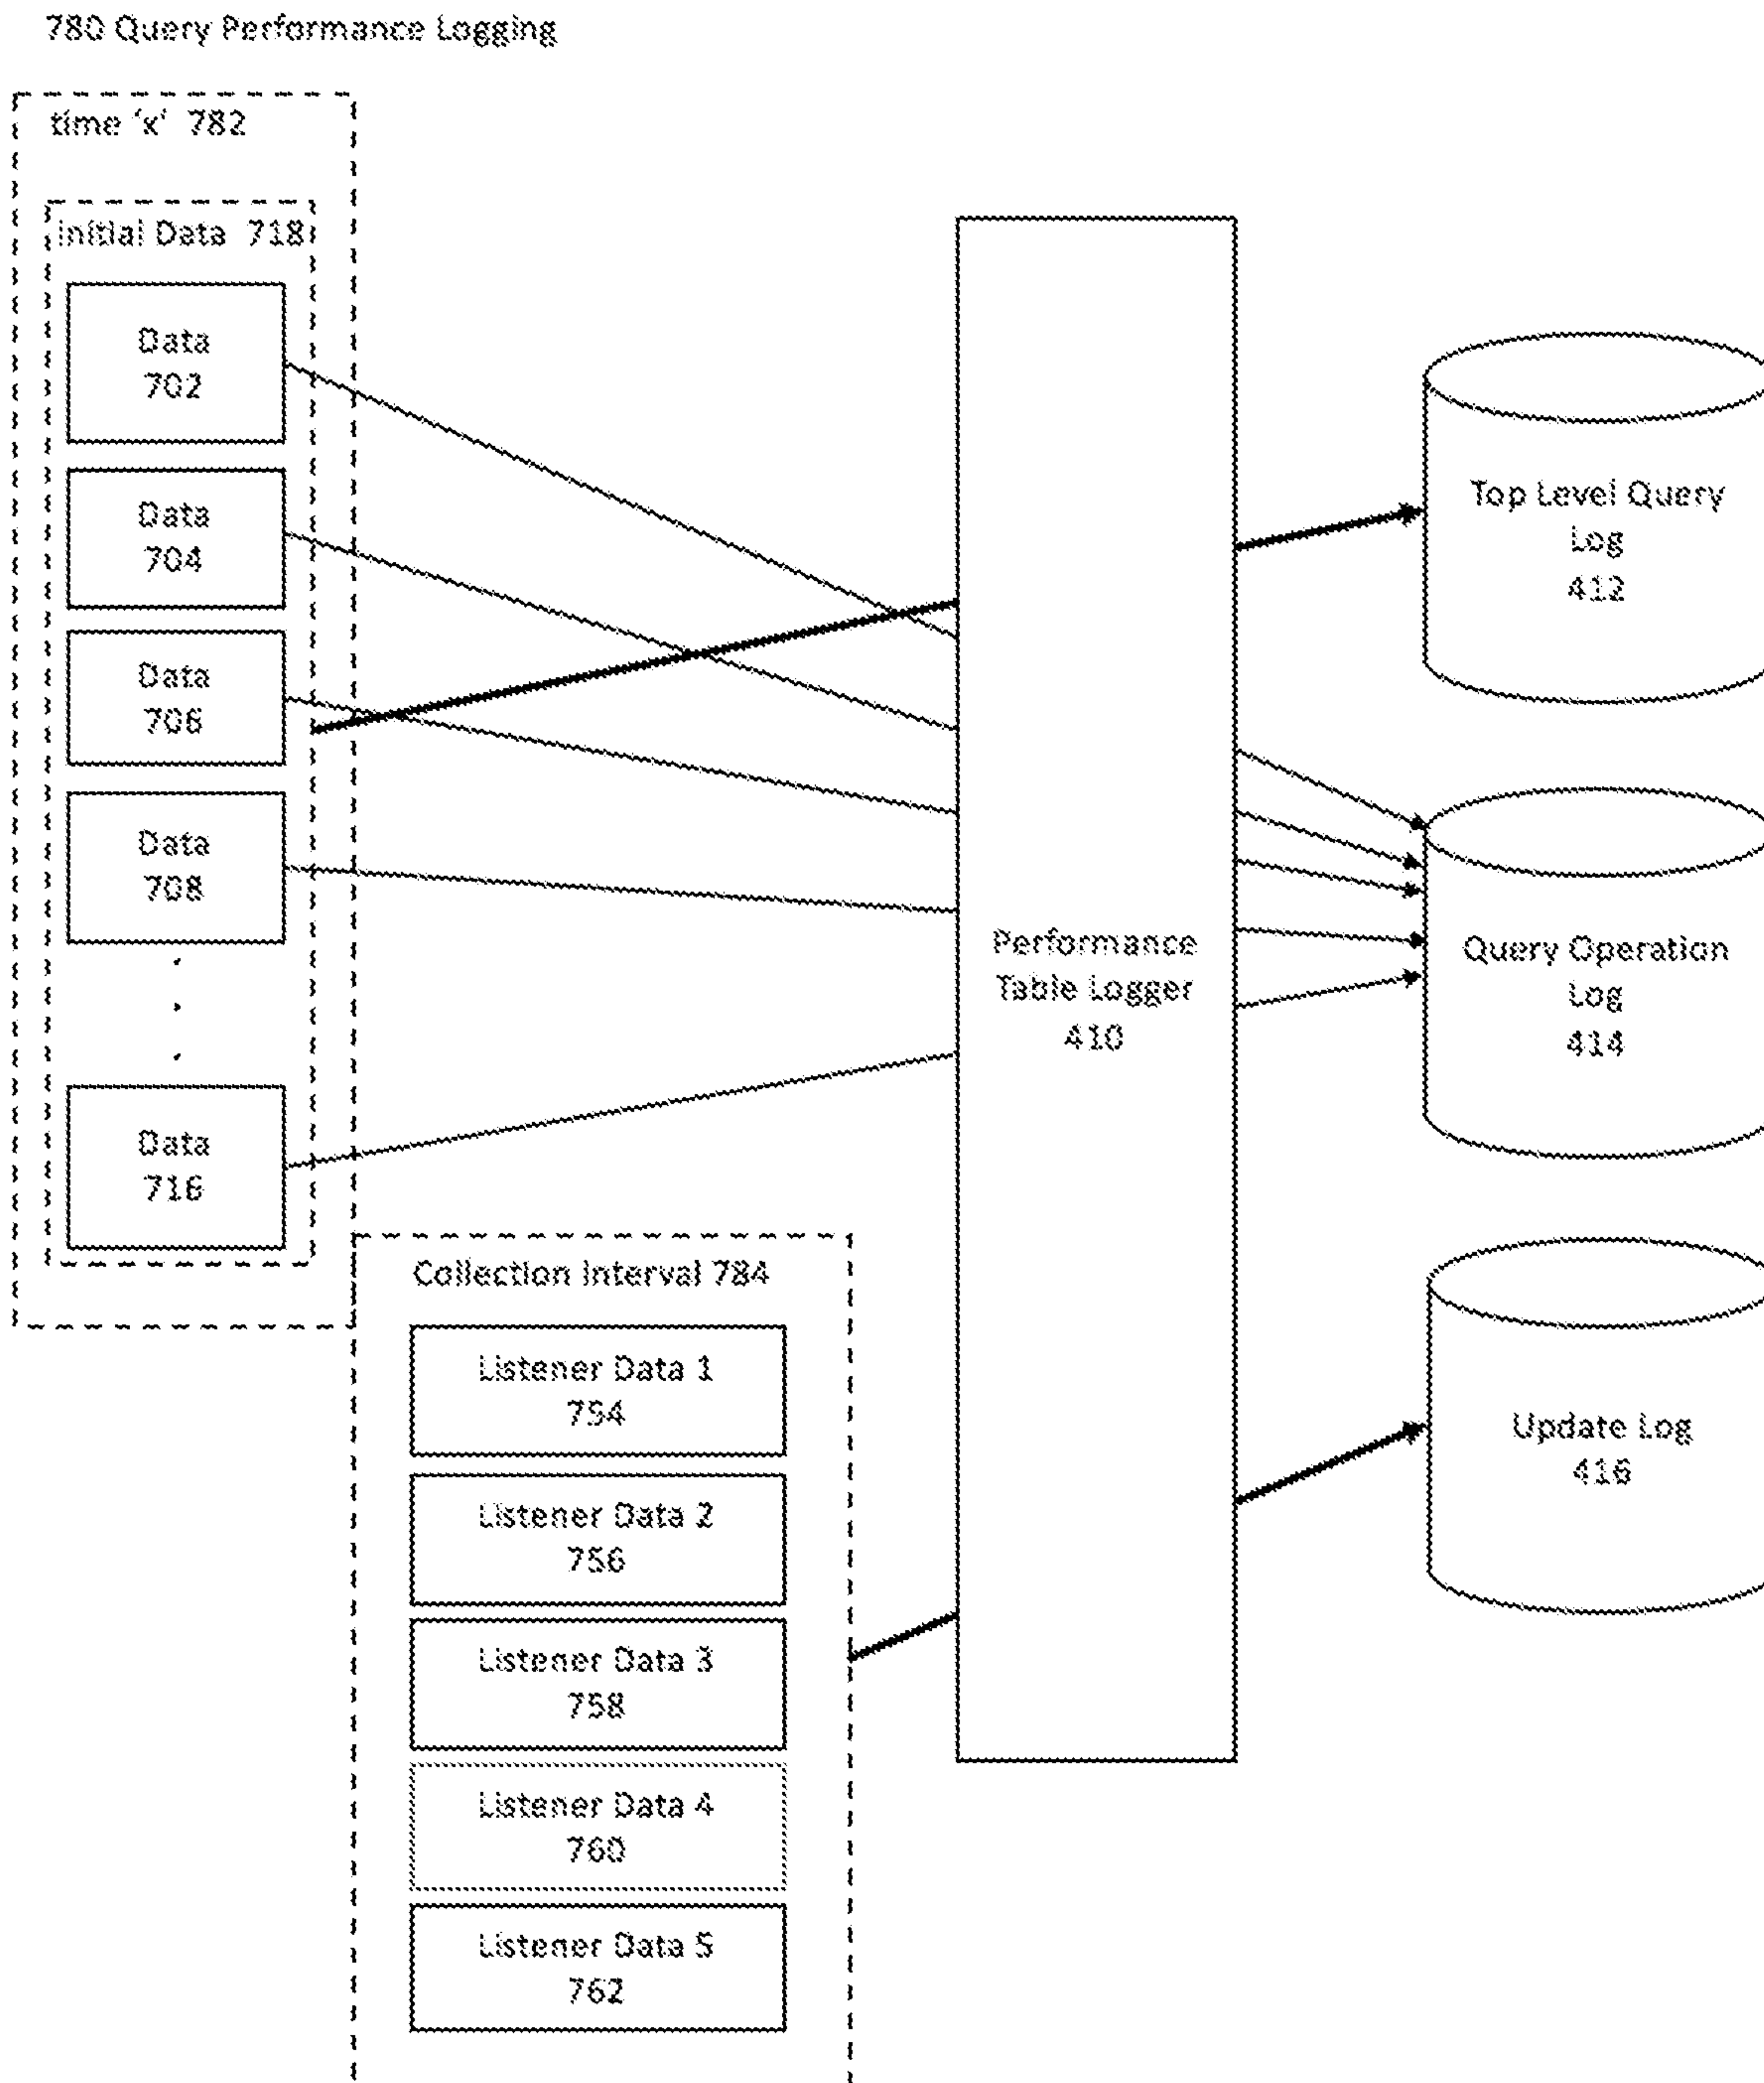 780 Query Performance Logging
time ‘x’ 782
Initial Data 718
Data
702
Data
704
Data
706
Data
708
Data
716
Collection Interval 784
Listener Data 1
754
Listener Data 2
756
Listener Data 3
758
Listener Data 4
760
Listener Data 5
762
Performance
Table Logger
410
Top Level Query
Log
412
Query Operation
Log
414
Update Log
416